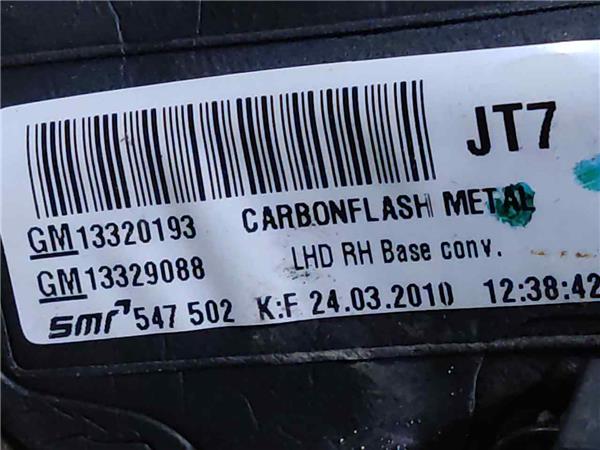 JT7
GM13320193 CARBONFLASH METAL
GM13329088 LHD RH Base conv.
smr 547 502 K:F 24.03.2010 12:38:42